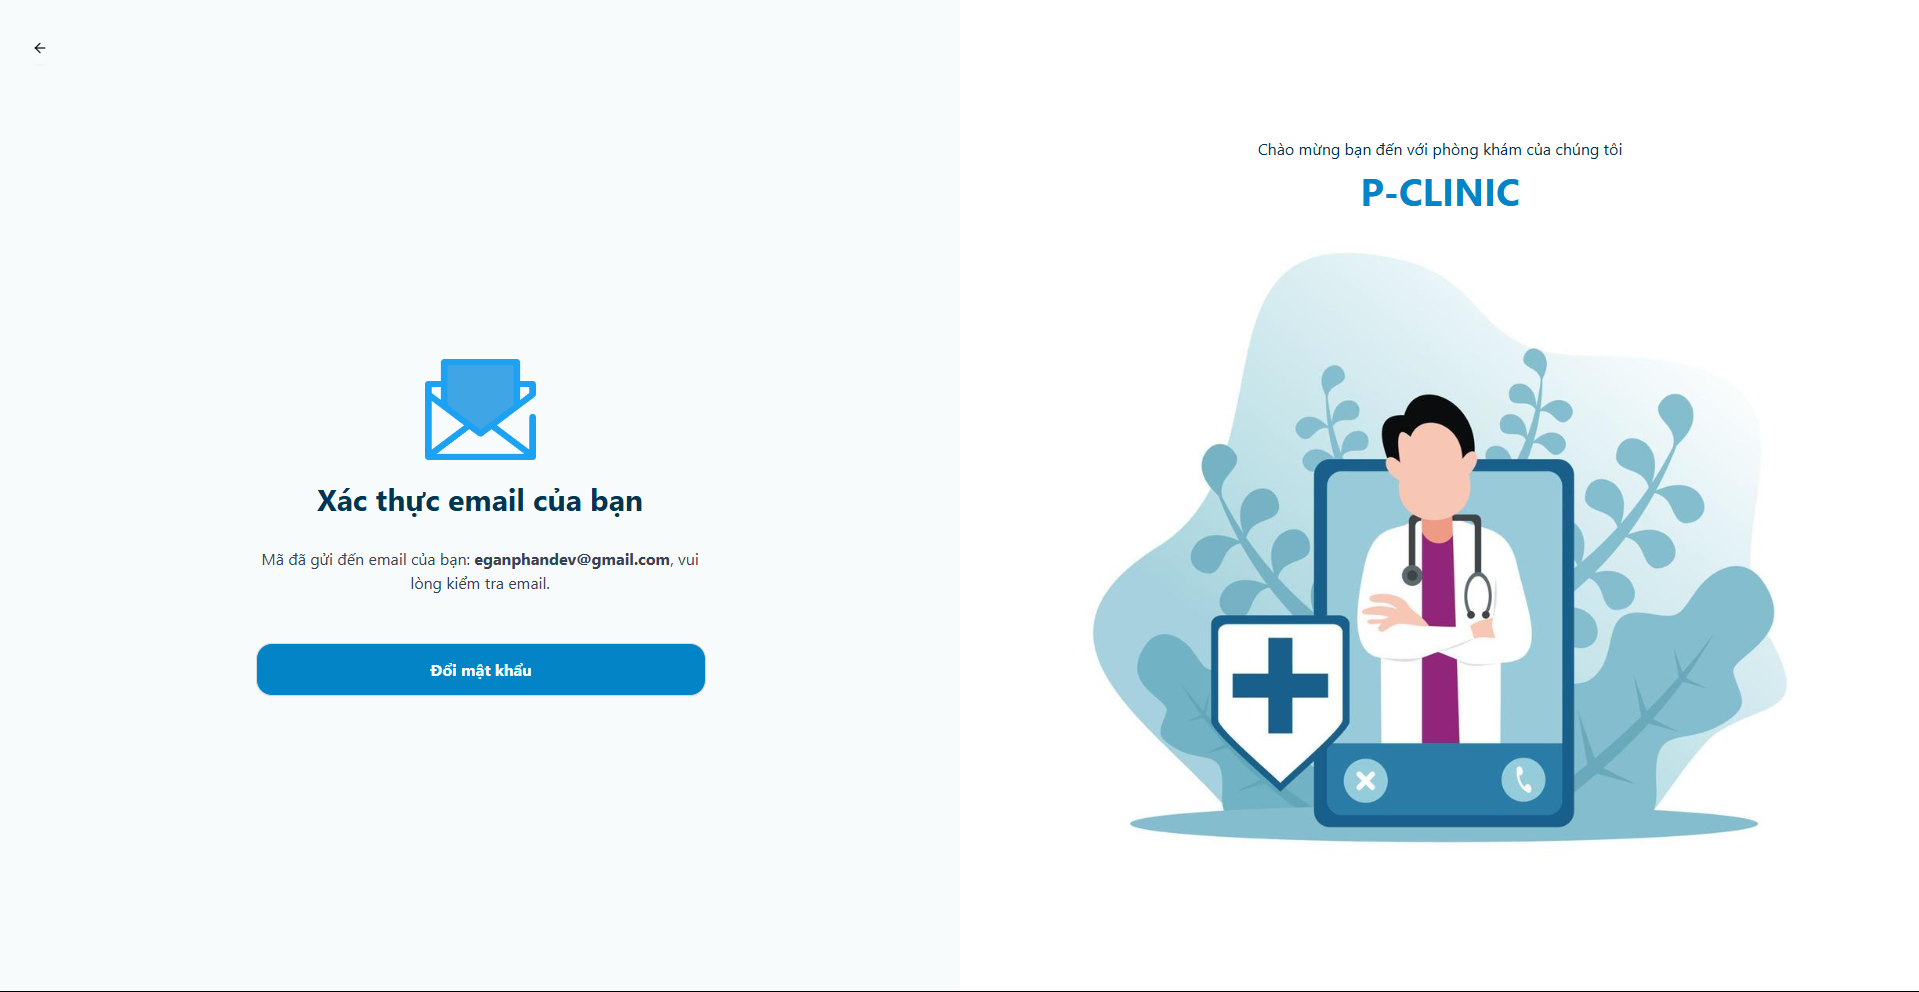 Xác thực email của bạn
Mã đã gửi đến email của bạn: eganphandev@gmail.com, vui
lòng kiểm tra email.
Đổi mật khẩu
Chào mừng bạn đến với phòng khám của chúng tôi
P-CLINIC